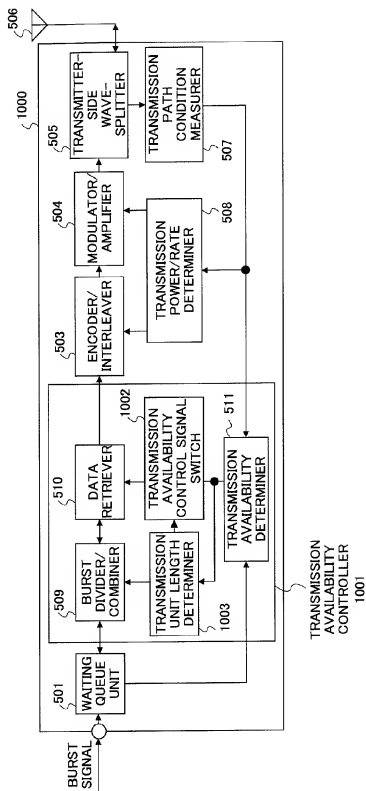 506
1000
TRANSMITTER-
SIDE
WAVE-
SPLITTER
505
TRANSMISSION
PATH
CONDITION
MEASURER
507
504
MODULATOR/
AMPLIFIER
508
TRANSMISSION
POWER/RATE
DETERMINER
503
ENCODER/
INTERLEAVER
1002
510
DATA
RETRIEVER
TRANSMISSION
AVAILABILITY
CONTROL SIGNAL
SWITCH
511
TRANSMISSION
AVAILABILITY
DETERMINER
509
BURST
DIVIDER/
COMBINER
TRANSMISSION
UNIT LENGTH
DETERMINER
1003
501
WAITING
QUEUE
UNIT
BURST
SIGNAL
TRANSMISSION
AVAILABILITY
CONTROLLER
1001